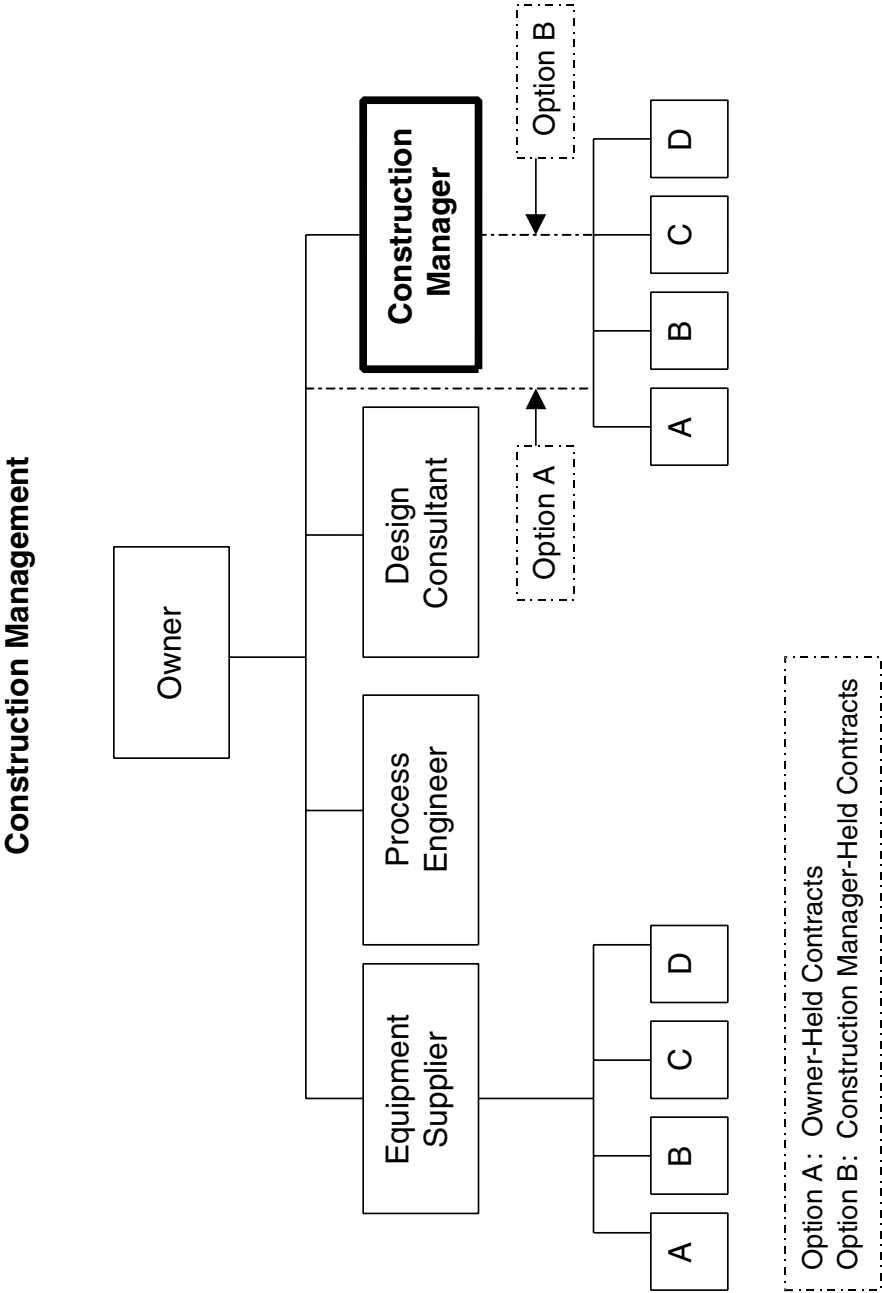 Construction Management
Owner
Equipment
Supplier
Process
Engineer
Design
Consultant
Construction
Manager
Option A
Option B
A
B
C
D
A
B
C
D
Option A: Owner-Held Contracts
Option B: Construction Manager-Held Contracts